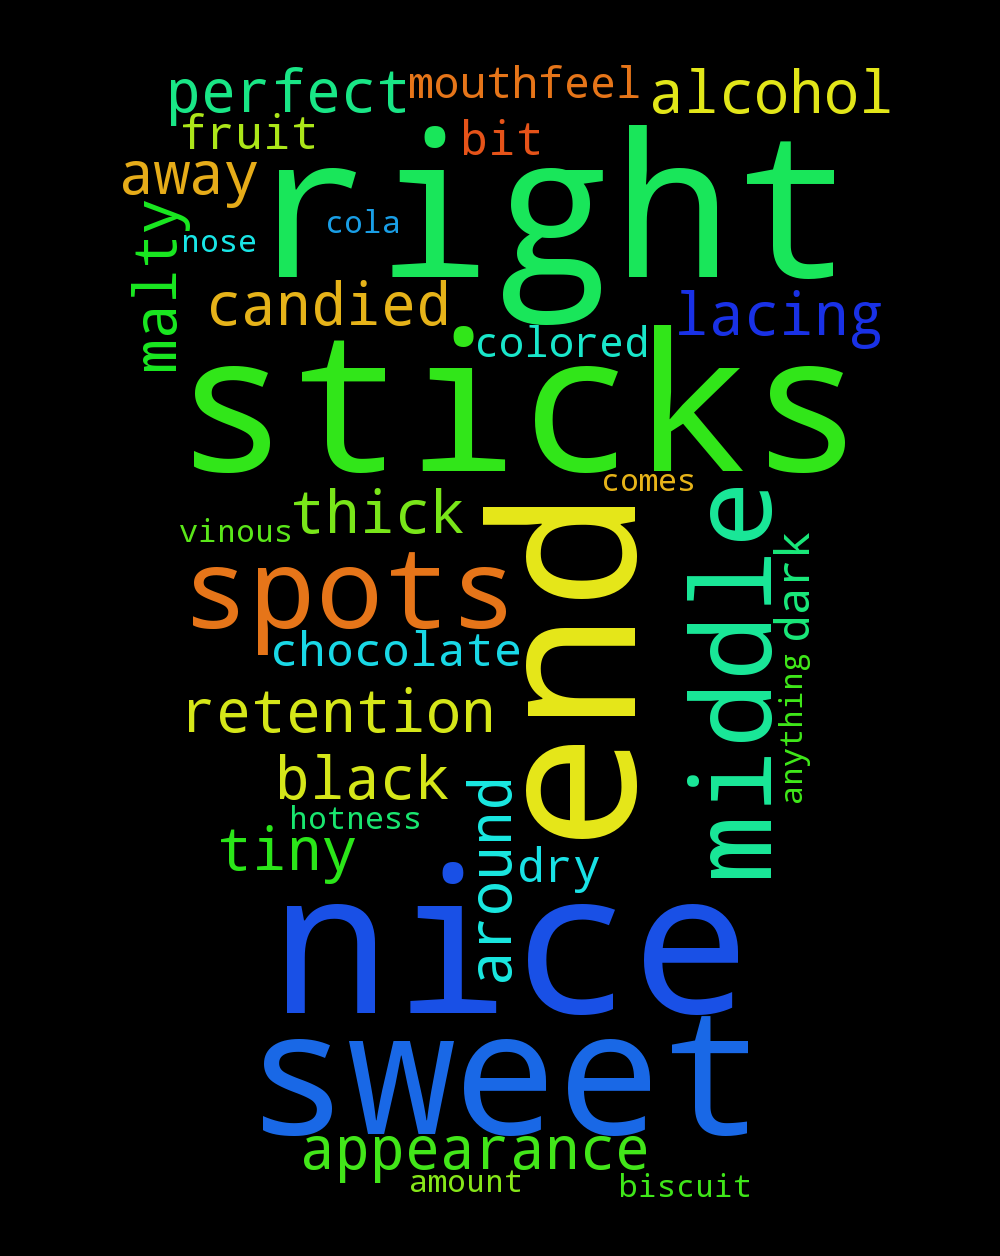 perfect
mouthfeel
alcohol
fruit
bit
right
away
malty
nose
cola
candied
lacing
colored
sticks
comes
thick
vinous
end
middle
dark
spots
chocolate
anything
retention
black
around
hotness
tiny
dry
nice
sweet
appearance
amount
biscuit